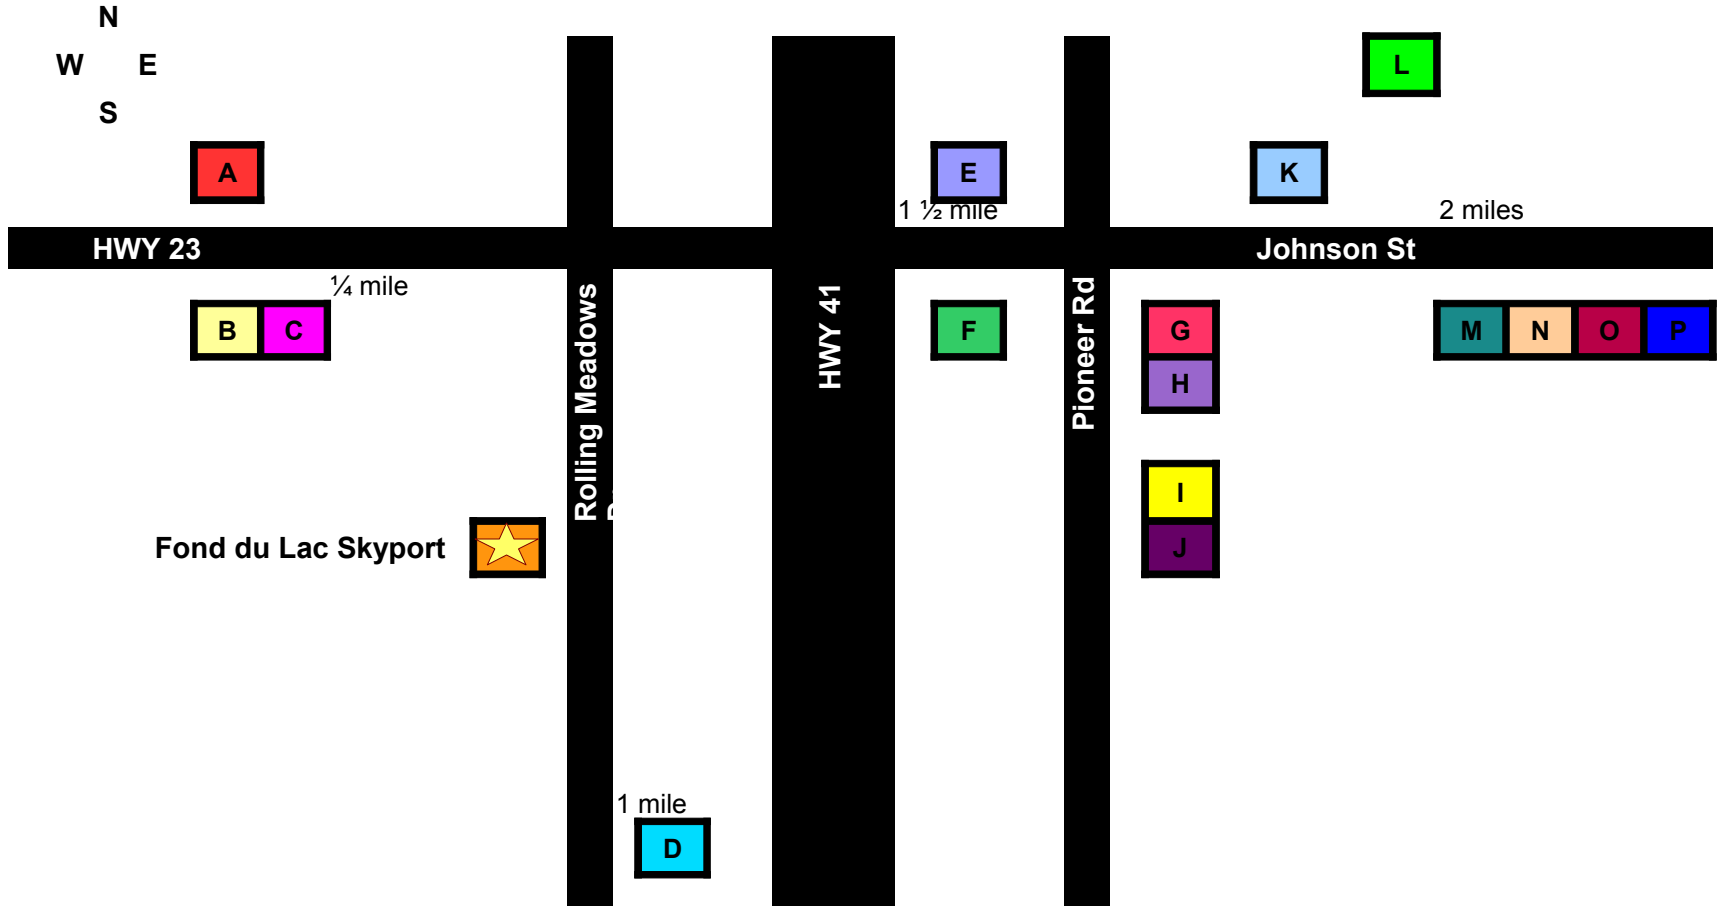 N
W E
S
L
A
E
K
1 ½ mile
2 miles
HWY 23
Johnson St
¼ mile
B C
F
G
M N O P
H
Rolling Meadows
HWY 41
Pioneer Rd
I
Fond du Lac Skyport
J
1 mile
D